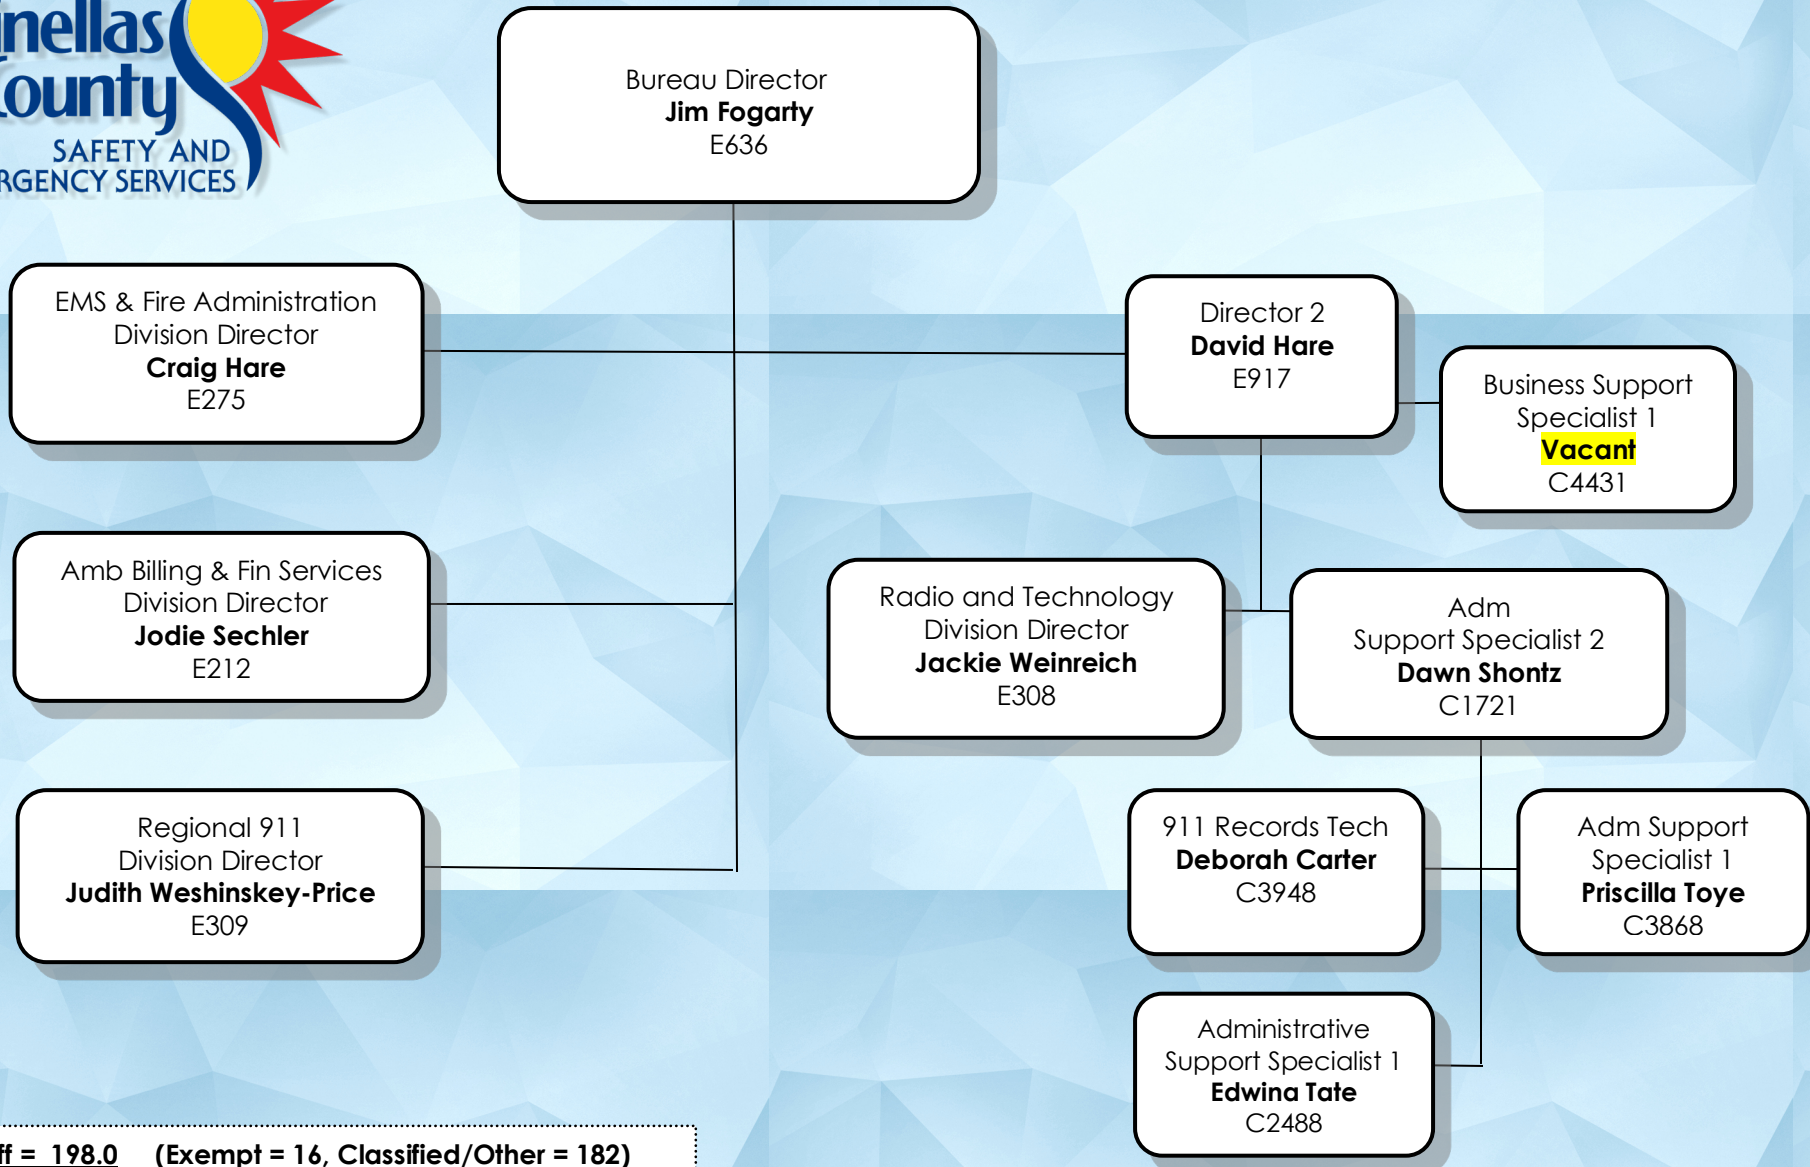 County
SAFETY AND
SERVICES
Bureau Director
Jim Fogarty
E636
EMS & Fire Administration
Division Director
Craig Hare
E275
Director 2
David Hare
E917
Business Support
Specialist 1
Vacant
C4431
Amb Billing & Fin Services
Division Director
Jodie Sechler
E212
Radio and Technology
Division Director
Jackie Weinreich
E308
Adm
Support Specialist 2
Dawn Shontz
C1721
Regional 911
Division Director
Judith Weshinskey-Price
E309
911 Records Tech
Deborah Carter
C3948
Adm Support
Specialist 1
Priscilla Toye
C3868
Administrative
Support Specialist 1
Edwina Tate
C2488
= 198.0 (Exempt = 16, Classified/Other = 182)